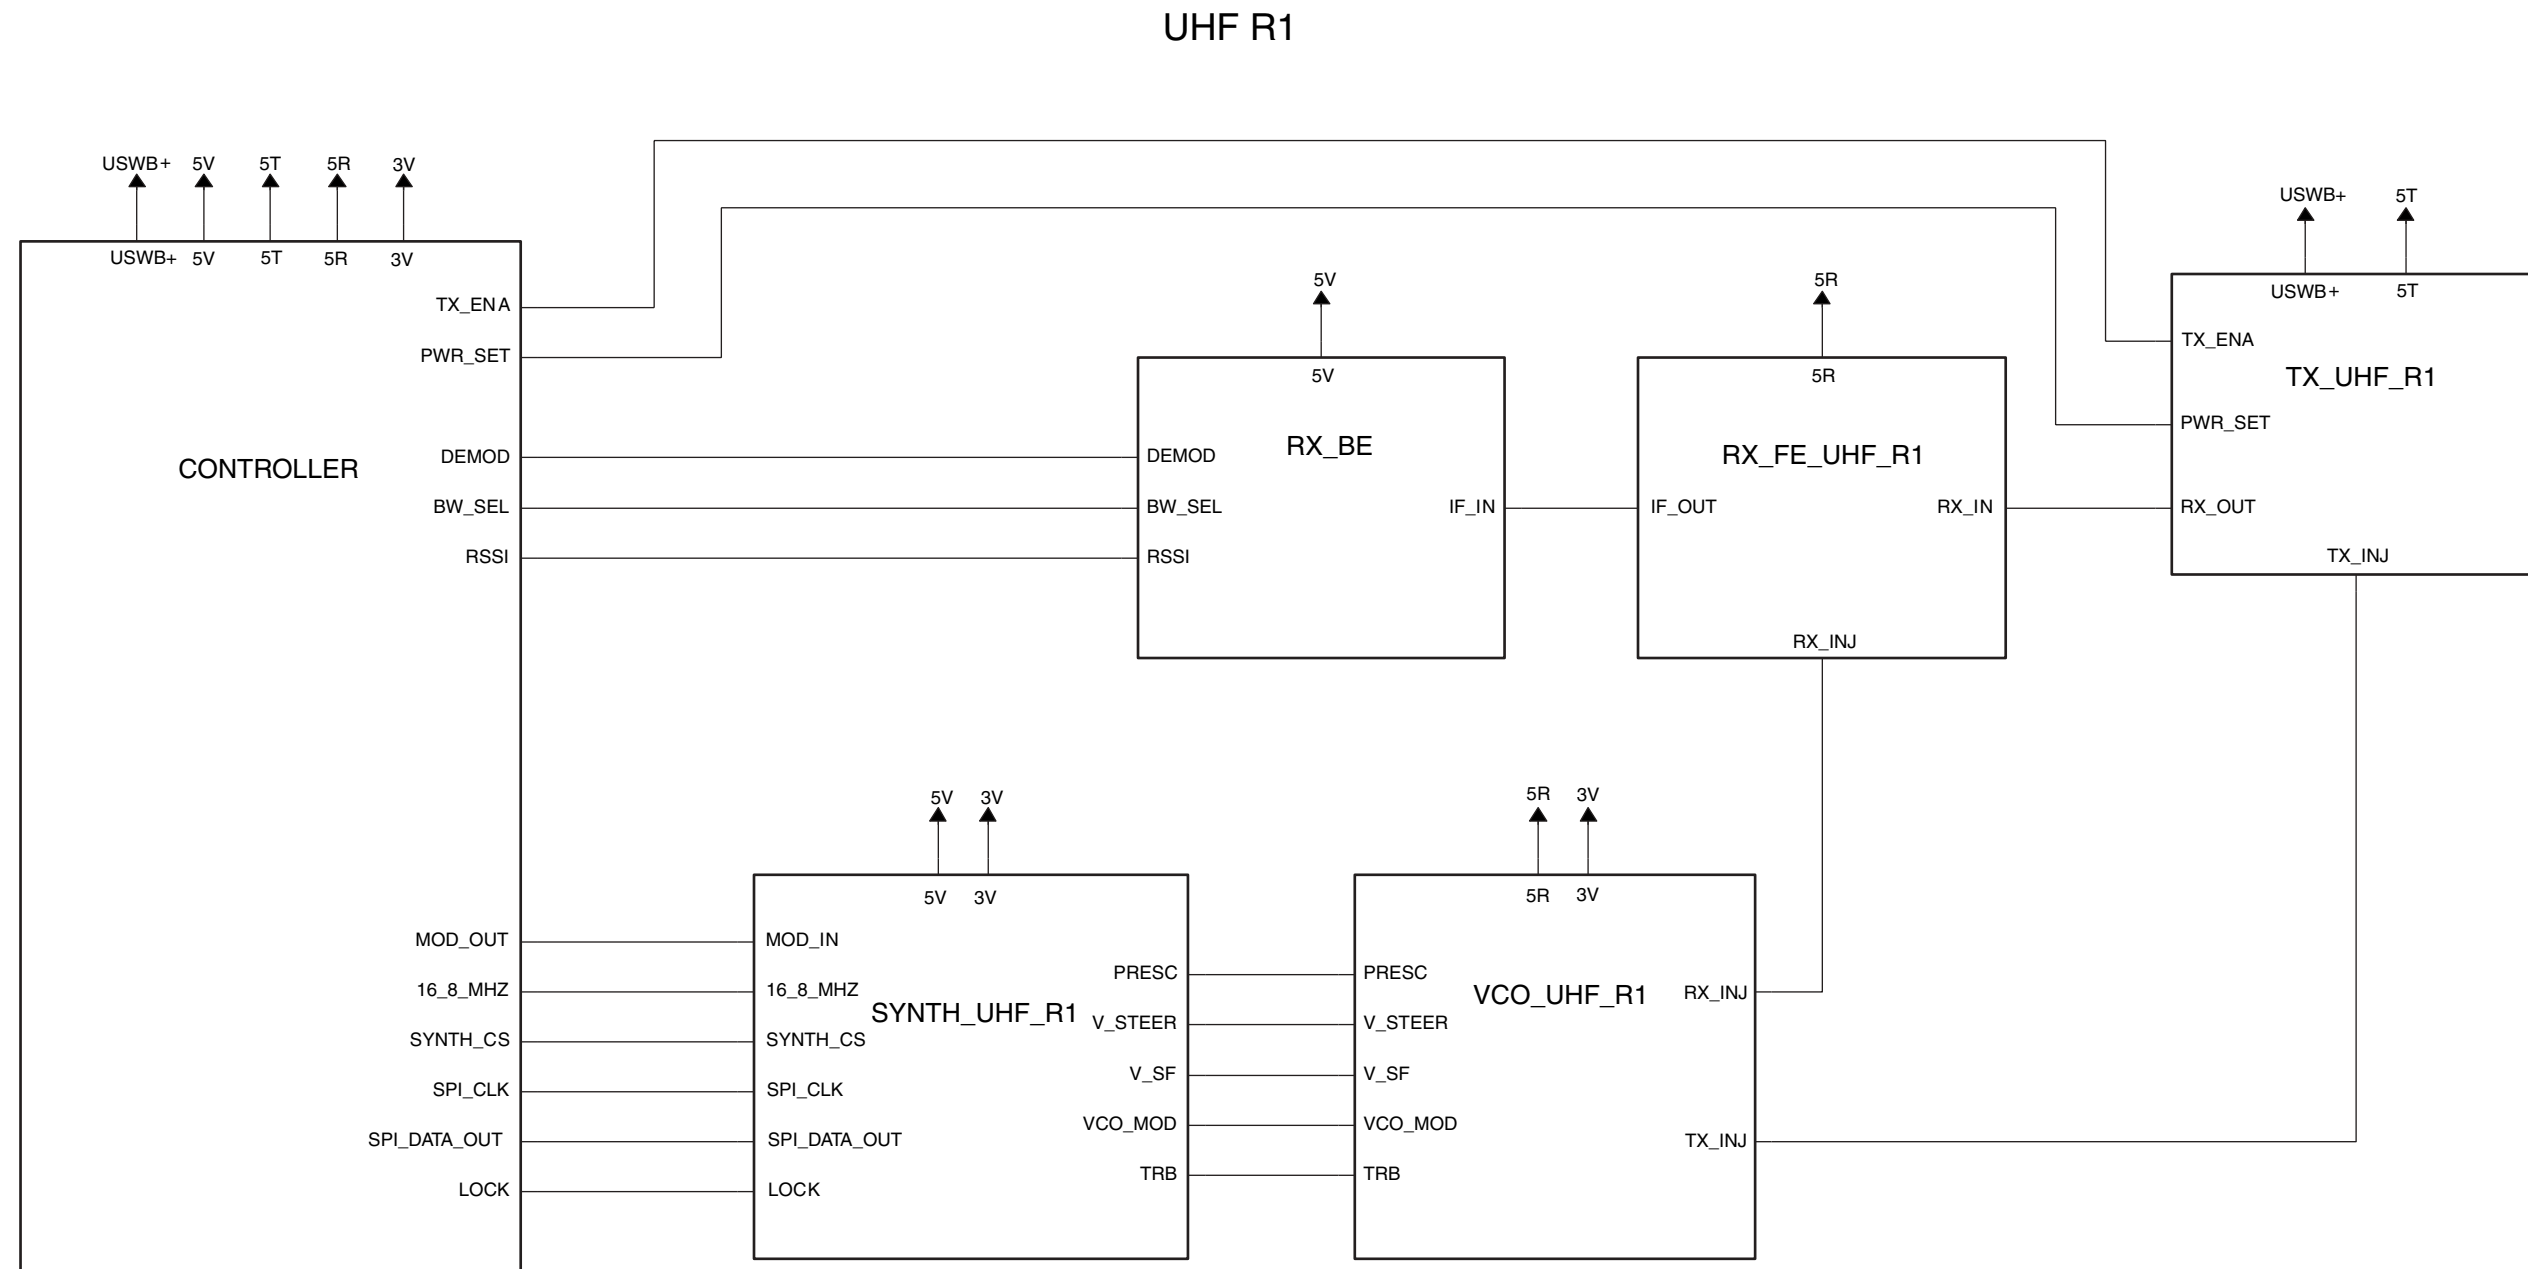 UHF R1
USWB+ 5V 5T 5R 3V
USWB+ 5V 5T 5R 3V
TX_ENA
PWR_SET
CONTROLLER
DEMOD
BW_SEL
RSSI
MOD_OUT
16_8_MHZ
SYNTH_CS
SPI_CLK
SPI_DATA_OUT
LOCK
5V
5V
RX_BE
DEMOD
BW_SEL
RSSI
IF_IN
5R
5R
RX_FE_UHF_R1
IF_OUT
RX_IN
RX_INJ
USWB+ 5T
USWB+ 5T
TX_ENA
TX_UHF_R1
PWR_SET
RX_OUT
TX_INJ
5V 3V
5V 3V
MOD_IN
16_8_MHZ
SYNTH_UHF_R1
SYNTH_CS
SPI_CLK
SPI_DATA_OUT
LOCK
PRESC
V_STEER
V_SF
VCO_MOD
TRB
5R 3V
5R 3V
PRESC
VCO_UHF_R1
V_STEER
V_SF
VCO_MOD
TRB
RX_INJ
TX_INJ